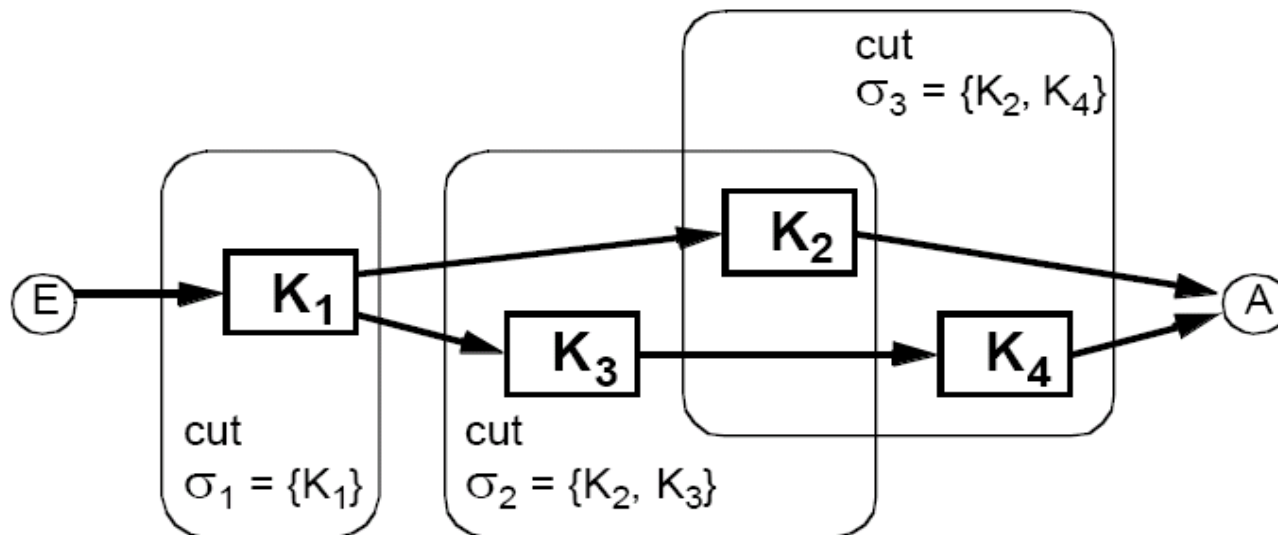 cut
σ₃ = {K₂, K₄}
K₂
E
K₁
A
K₃
K₄
cut
σ₁ = {K₁}
cut
σ₂ = {K₂, K₃}